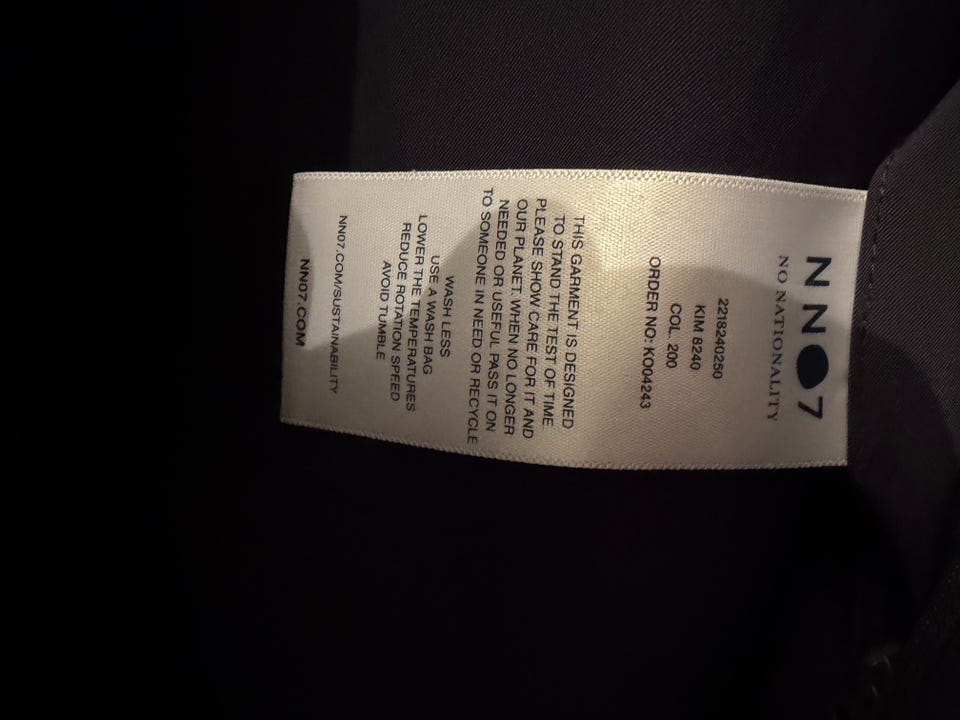 NN07
NO NATIONALITY
2218240250
KIM 8240
COL. 200
ORDER NO: KO04243
THIS GARMENT IS DESIGNED
TO STAND THE TEST OF TIME
PLEASE SHOW CARE FOR IT AND
OUR PLANET. WHEN NO LONGER
NEEDED OR USEFUL PASS IT ON
TO SOMEONE IN NEED OR RECYCLE
WASH LESS
USE A WASH BAG
LOWER THE TEMPERATURES
REDUCE ROTATION SPEED
AVOID TUMBLE
NN07.COM/SUSTAINABILITY
NN07.COM